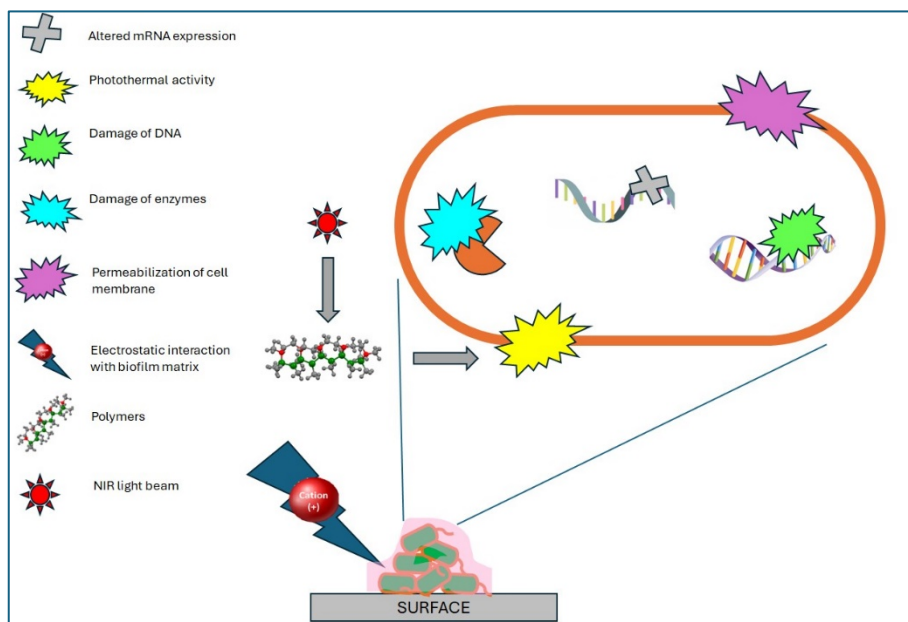 Altered mRNA expression
Photothermal activity
Damage of DNA
Damage of enzymes
Permeabilization of cell
membrane
Electrostatic interaction
with biofilm matrix
Polymers
NIR light beam
Cation
(+)
SURFACE